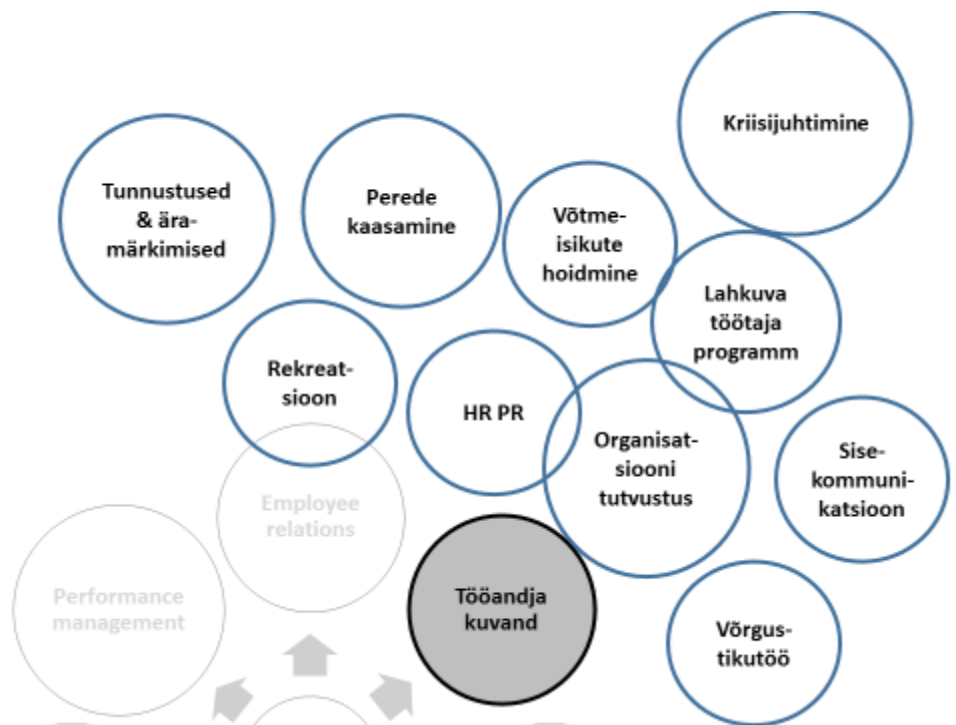 Kriisijuhtimine
Tunnustused
& ära-
märkimised
Perede
kaasamine
Võtme-
isikute
hoidmine
Lahkuva
töötaja
programm
Rekreat-
sioon
HR PR
Organisat-
siooni
tutvustus
Sise-
kommuni-
katsioon
Employee
relations
Performance
management
Tööandja
kuvand
Võrgus-
tikutöö